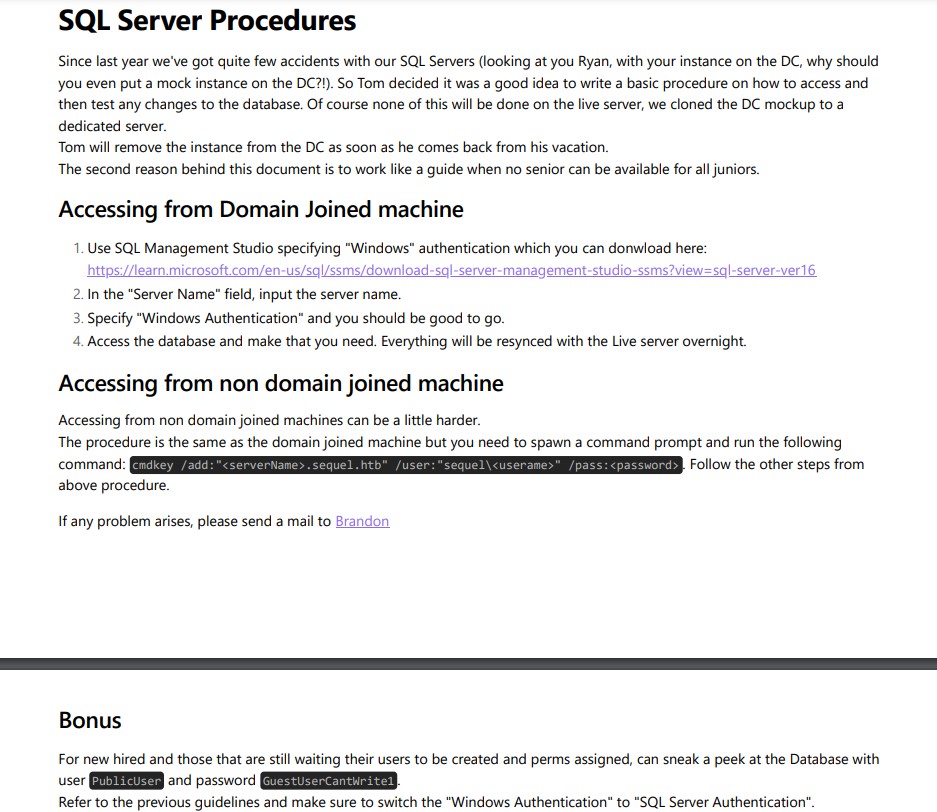 SQL Server Procedures
Since last year we've got quite few accidents with our SQL Servers (looking at you Ryan, with your instance on the DC, why should
you even put a mock instance on the DC?!). So Tom decided it was a good idea to write a basic procedure on how to access and
then test any changes to the database. Of course none of this will be done on the live server, we cloned the DC mockup to a
dedicated server.
Tom will remove the instance from the DC as soon as he comes back from his vacation.
The second reason behind this document is to work like a guide when no senior can be available for all juniors.
Accessing from Domain Joined machine
1. Use SQL Management Studio specifying "Windows" authentication which you can donwload here:
https://learn.microsoft.com/en-us/sql/ssms/download-sql-server-management-studio-ssms?view=sql-server-ver16
2. In the "Server Name" field, input the server name.
3. Specify "Windows Authentication" and you should be good to go.
4. Access the database and make that you need. Everything will be resynced with the Live server overnight.
Accessing from non domain joined machine
Accessing from non domain joined machines can be a little harder.
The procedure is the same as the domain joined machine but you need to spawn a command prompt and run the following
command: cmdkey /add:"<serverName>.sequel.htb" /user:"sequel\<userame>" /pass:<password>. Follow the other steps from
above procedure.
If any problem arises, please send a mail to Brandon
Bonus
For new hired and those that are still waiting their users to be created and perms assigned, can sneak a peek at the Database with
user PublicUser and password GuestUserCantWrite1.
Refer to the previous guidelines and make sure to switch the "Windows Authentication" to "SQL Server Authentication".